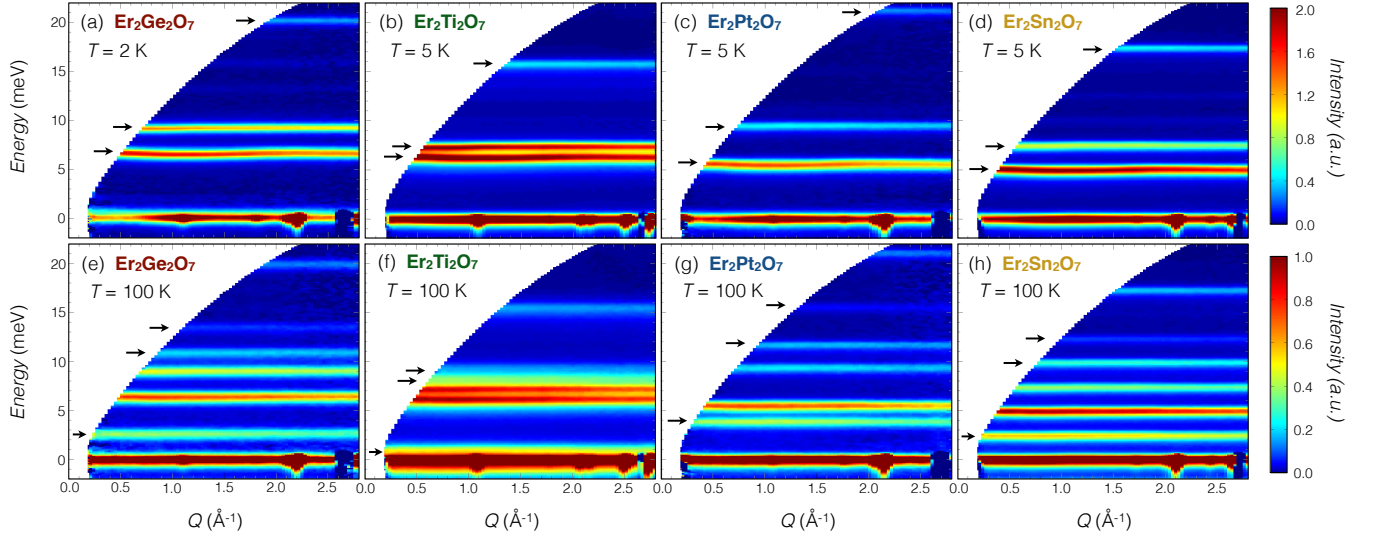 (a) Er₂Ge₂O₇
T = 2 K
(b) Er₂Ti₂O₇
T = 5 K
(c) Er₂Pt₂O₇
T = 5 K
(d) Er₂Sn₂O₇
T = 5 K
Energy (meV)
20
15
10
5
0
2.0
1.6
1.2
0.8
0.4
0.0
Intensity (a.u.)
(e) Er₂Ge₂O₇
T = 100 K
(f) Er₂Ti₂O₇
T = 100 K
(g) Er₂Pt₂O₇
T = 100 K
(h) Er₂Sn₂O₇
T = 100 K
Energy (meV)
20
15
10
5
0
1.0
0.8
0.6
0.4
0.2
0.0
Intensity (a.u.)
0.0 0.5 1.0 1.5 2.0 2.5 0.0 0.5 1.0 1.5 2.0 2.5 0.0 0.5 1.0 1.5 2.0 2.5 0.0 0.5 1.0 1.5 2.0 2.5
Q (Å⁻¹) Q (Å⁻¹) Q (Å⁻¹) Q (Å⁻¹)